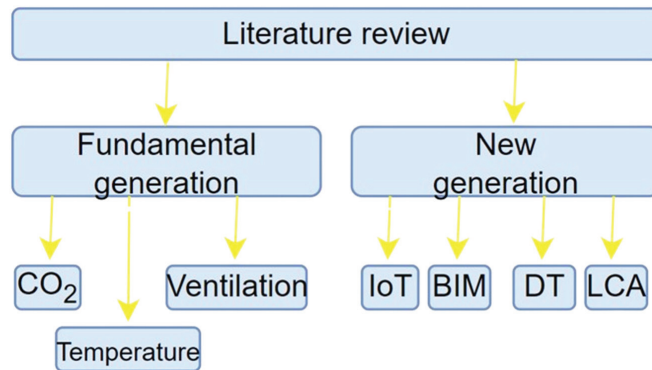 Literature review
Fundamental
generation
New
generation
CO₂
Ventilation
IoT
BIM
DT
LCA
Temperature